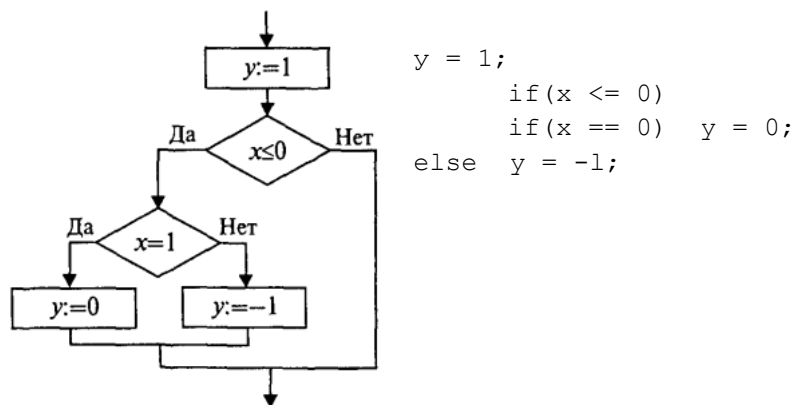 y:=1
Да
x≤0
Нет
Да
x=1
Нет
y:=0
y:=–1
y = 1;
if(x <= 0)
if(x == 0) y = 0;
else y = -l;